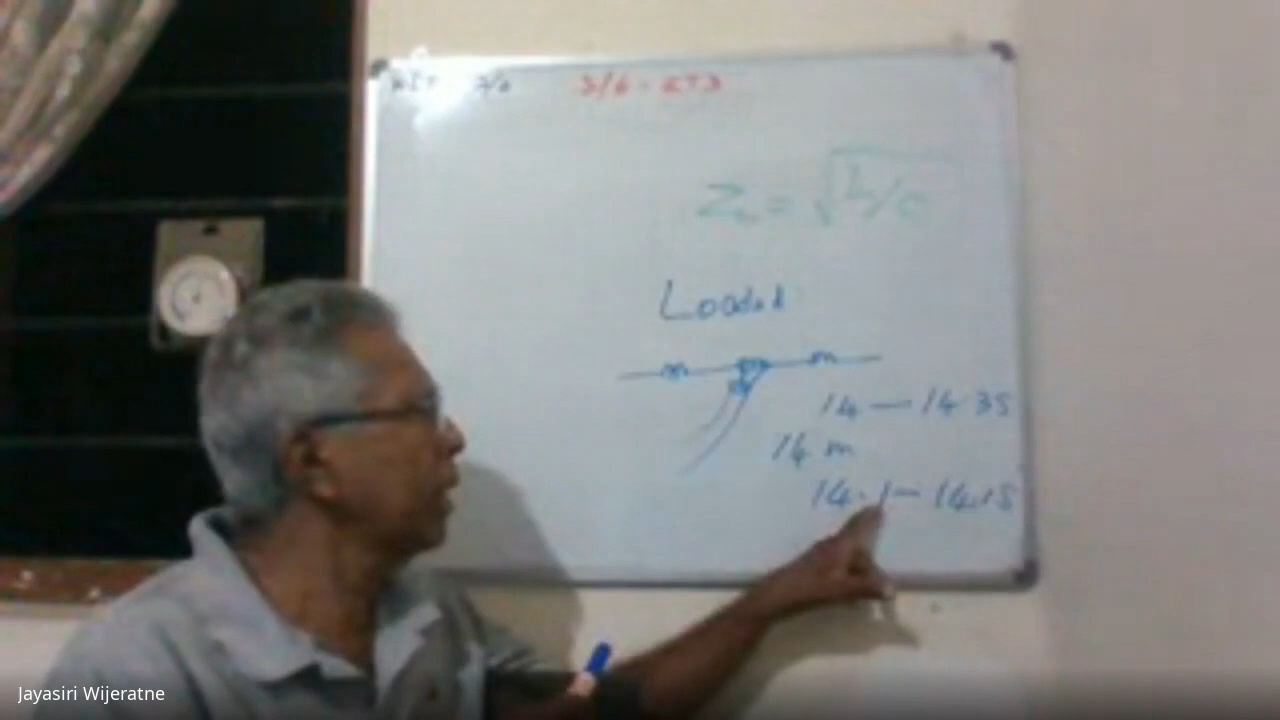 Z₀ = √L/C
Loaded
14 — 14.35
14 m
14.1 — 14.15
Jayasiri Wijeratne